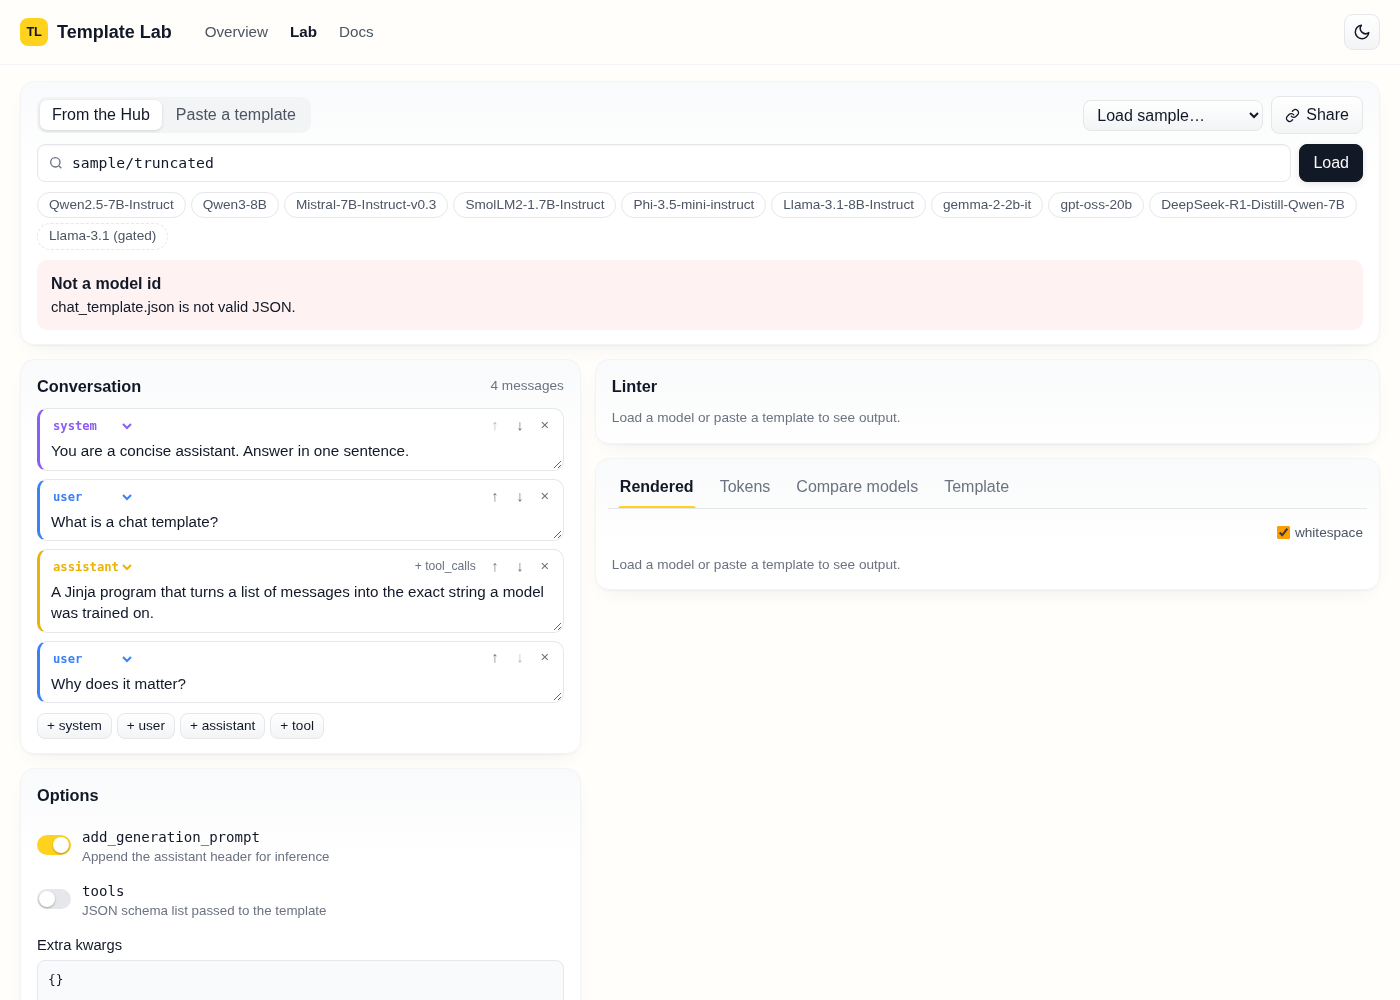 TL Template Lab Overview Lab Docs
From the Hub Paste a template Load sample… Share
sample/truncated Load
Qwen2.5-7B-Instruct Qwen3-8B Mistral-7B-Instruct-v0.3 SmolLM2-1.7B-Instruct Phi-3.5-mini-instruct Llama-3.1-8B-Instruct gemma-2-2b-it gpt-oss-20b DeepSeek-R1-Distill-Qwen-7B
Llama-3.1 (gated)
Not a model id
chat_template.json is not valid JSON.
Conversation 4 messages
system ↑ ↓ ×
You are a concise assistant. Answer in one sentence.
user ↑ ↓ ×
What is a chat template?
assistant + tool_calls ↑ ↓ ×
A Jinja program that turns a list of messages into the exact string a model
was trained on.
user ↑ ↓ ×
Why does it matter?
+ system + user + assistant + tool
Options
add_generation_prompt
Append the assistant header for inference
tools
JSON schema list passed to the template
Extra kwargs
{}
Linter
Load a model or paste a template to see output.
Rendered Tokens Compare models Template
whitespace
Load a model or paste a template to see output.